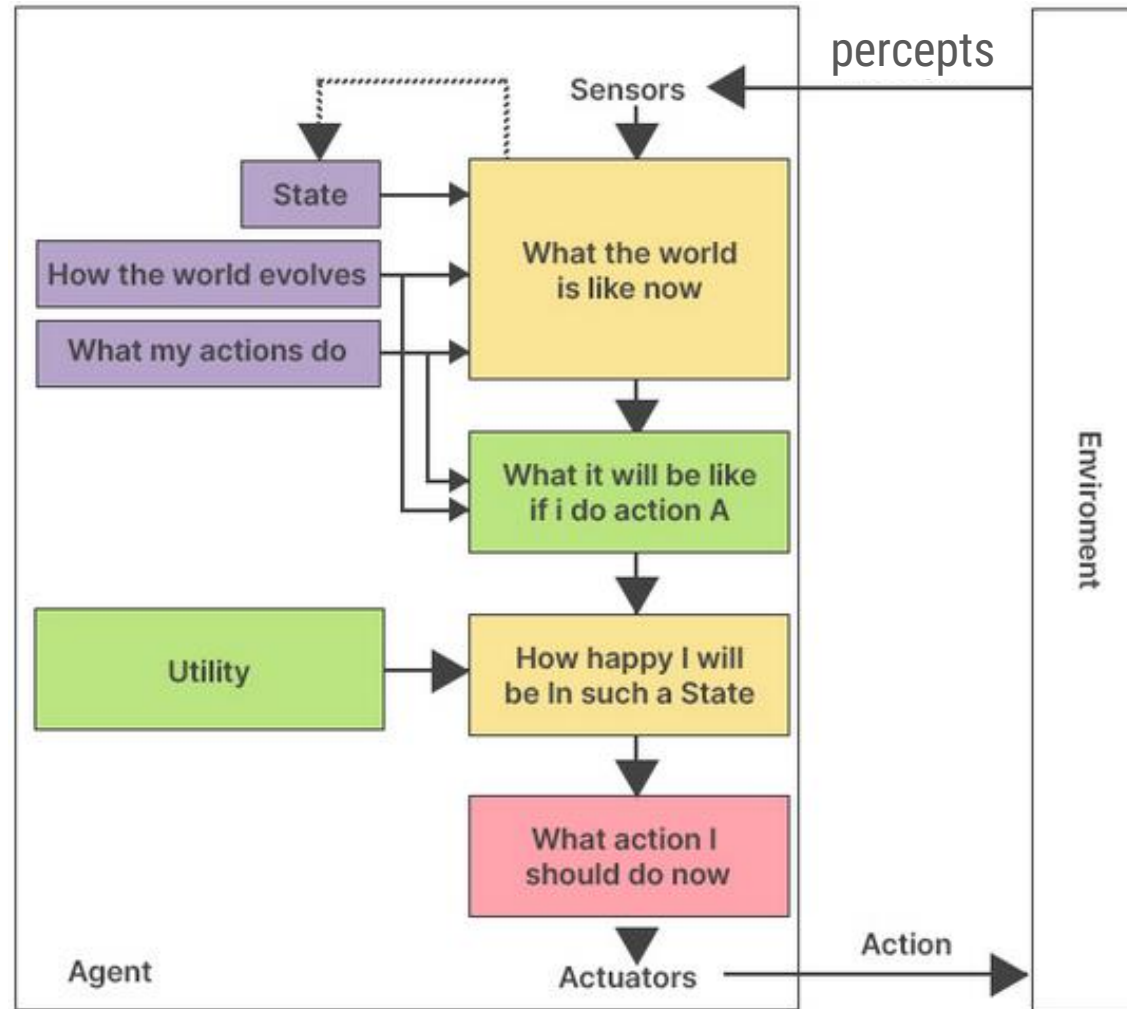 percepts
Sensors
State
What the world
is like now
How the world evolves
What my actions do
What it will be like
if i do action A
Enviroment
Utility
How happy I will
be In such a State
What action I
should do now
Action
Agent
Actuators